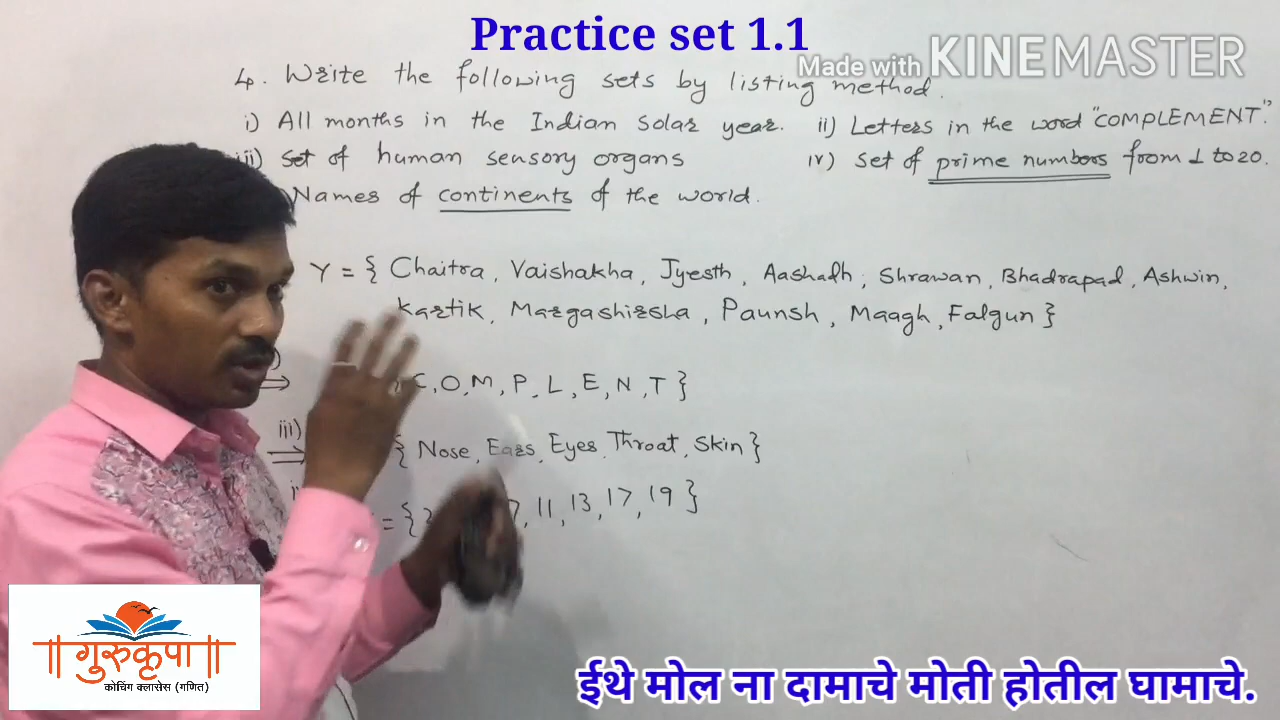 Practice set 1.1
Made with KINEMASTER
4. Write the following sets by listing method.
i) All months in the Indian Solar year. ii) Letters in the word "COMPLEMENT".
iii) Set of human sensory organs iv) Set of prime numbers from 1 to 20.
Names of continents of the world.
Y = { Chaitra, Vaishakha, Jyesth, Aashadh, Shrawan, Bhadrapad, Ashwin,
Kartik, Margashirsha, Paunsh, Maagh, Falgun }
⇒ { C, O, M, P, L, E, N, T }
iii)
⇒ { Nose, Ears, Eyes, Throat, Skin }
= { 11, 13, 17, 19 }
॥ गुरुकृपा ॥
कोचिंग क्लासेस (गणित)
ईथे मोल ना दामाचे मोती होतील घामाचे.